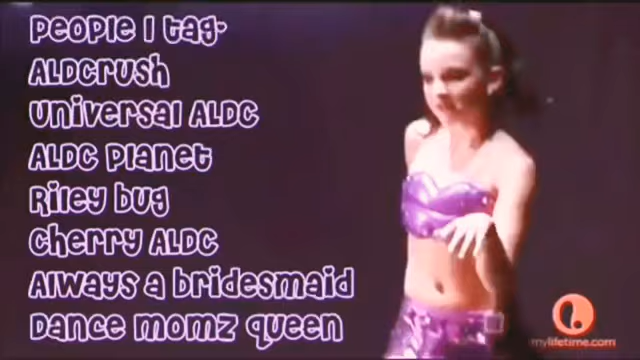 People I tag-
ALDCrush
Universal ALDC
ALDC Planet
Riley bug
Cherry ALDC
Always a bridesmaid
Dance momz queen
mylifetime.com